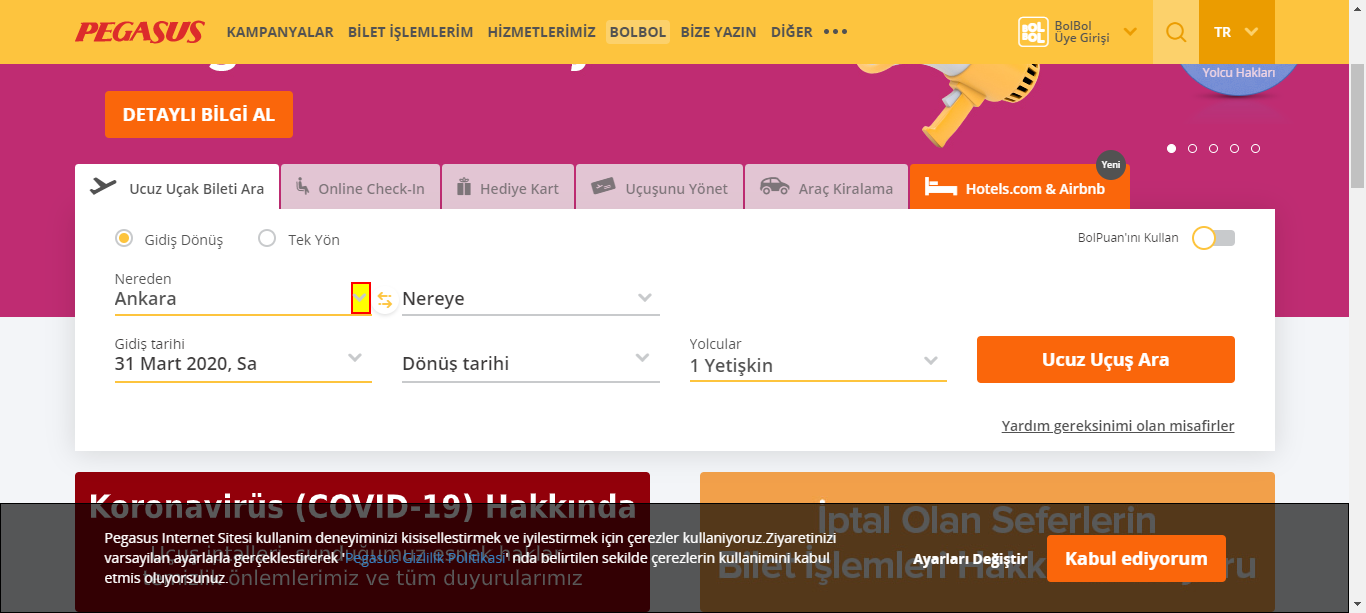 PEGASUS
KAMPANYALAR BİLET İŞLEMLERİM HİZMETLERİMİZ BOLBOL BİZE YAZIN DİĞER •••
BOL BOL
BolBol
Üye Girişi
TR
Yolcu Hakları
DETAYLI BİLGİ AL
Yeni
Ucuz Uçak Bileti Ara Online Check-In Hediye Kart Uçuşunu Yönet Araç Kiralama Hotels.com & Airbnb
Gidiş Dönüş Tek Yön BolPuan'ını Kullan
Nereden
Ankara Nereye
Gidiş tarihi Yolcular
31 Mart 2020, Sa Dönüş tarihi 1 Yetişkin Ucuz Uçuş Ara
Yardım gereksinimi olan misafirler
Koronavirüs (COVID-19) Hakkında
İptal Olan Seferlerin
Pegasus Internet Sitesi kullanim deneyiminizi kisisellestirmek ve iyilestirmek için çerezler kullaniyoruz.Ziyaretinizi
varsayilan ayarlarla gerçeklestirerek 'Pegasus Gizlilik Politikasi' nda belirtilen sekilde çerezlerin kullanimini kabul
etmis oluyorsunuz.
önlemlerimiz ve tüm duyurularımız
Bilet İşlemleri
Ayarları Değiştir Kabul ediyorum